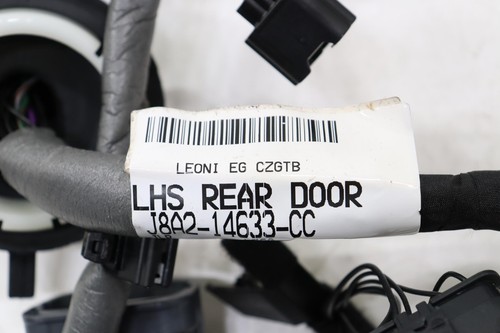 LEONI EG CZGTB
LHS REAR DOOR
J8A2-14633-CC